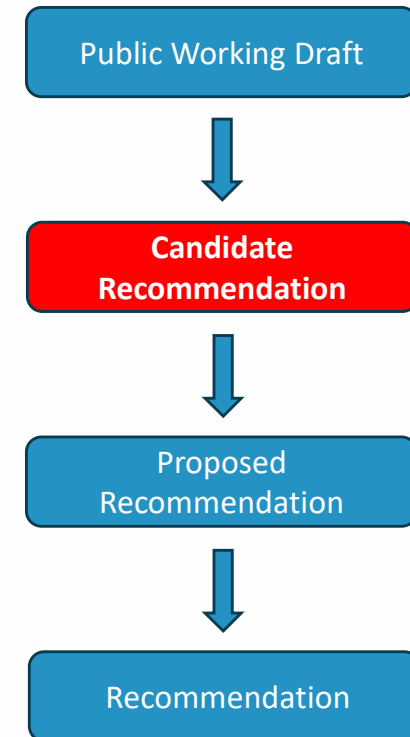 Public Working Draft
Candidate
Recommendation
Proposed
Recommendation
Recommendation